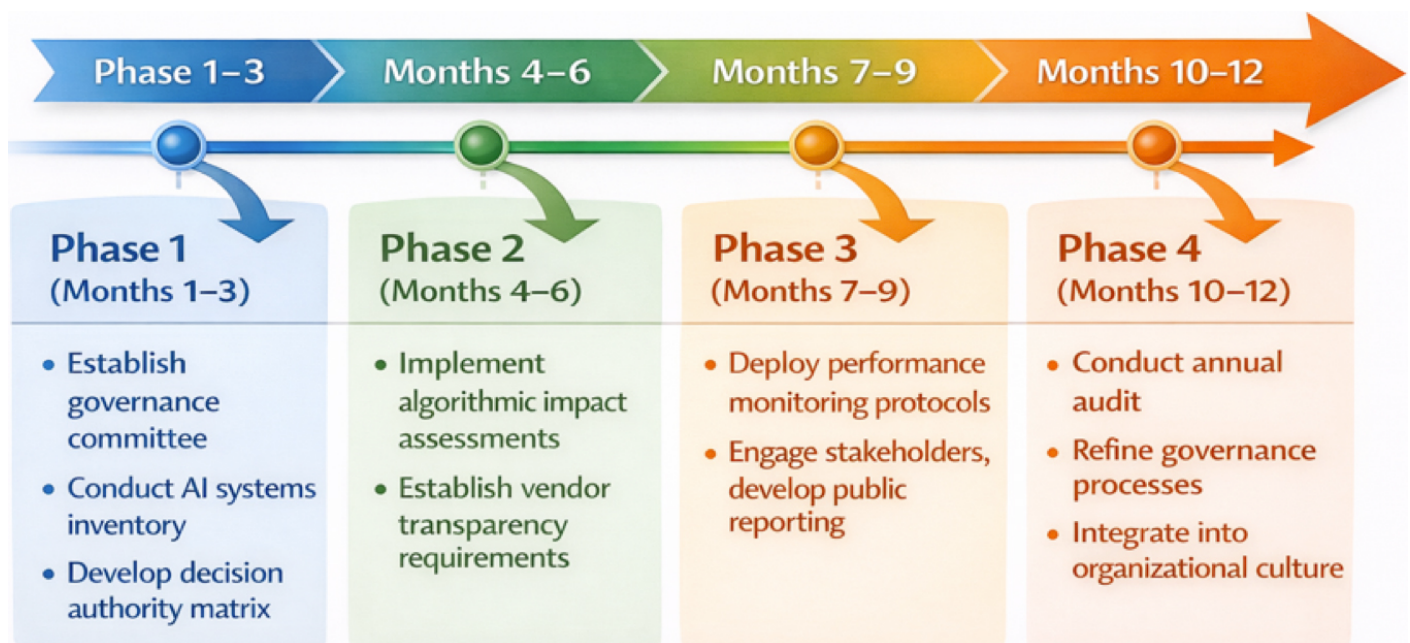 Phase 1–3
Months 4–6
Months 7–9
Months 10–12
Phase 1
(Months 1–3)
• Establish
governance
committee
• Conduct AI systems
inventory
• Develop decision
authority matrix
Phase 2
(Months 4–6)
• Implement
algorithmic impact
assessments
• Establish vendor
transparency
requirements
Phase 3
(Months 7–9)
• Deploy performance
monitoring protocols
• Engage stakeholders,
develop public
reporting
Phase 4
(Months 10–12)
• Conduct annual
audit
• Refine governance
processes
• Integrate into
organizational culture